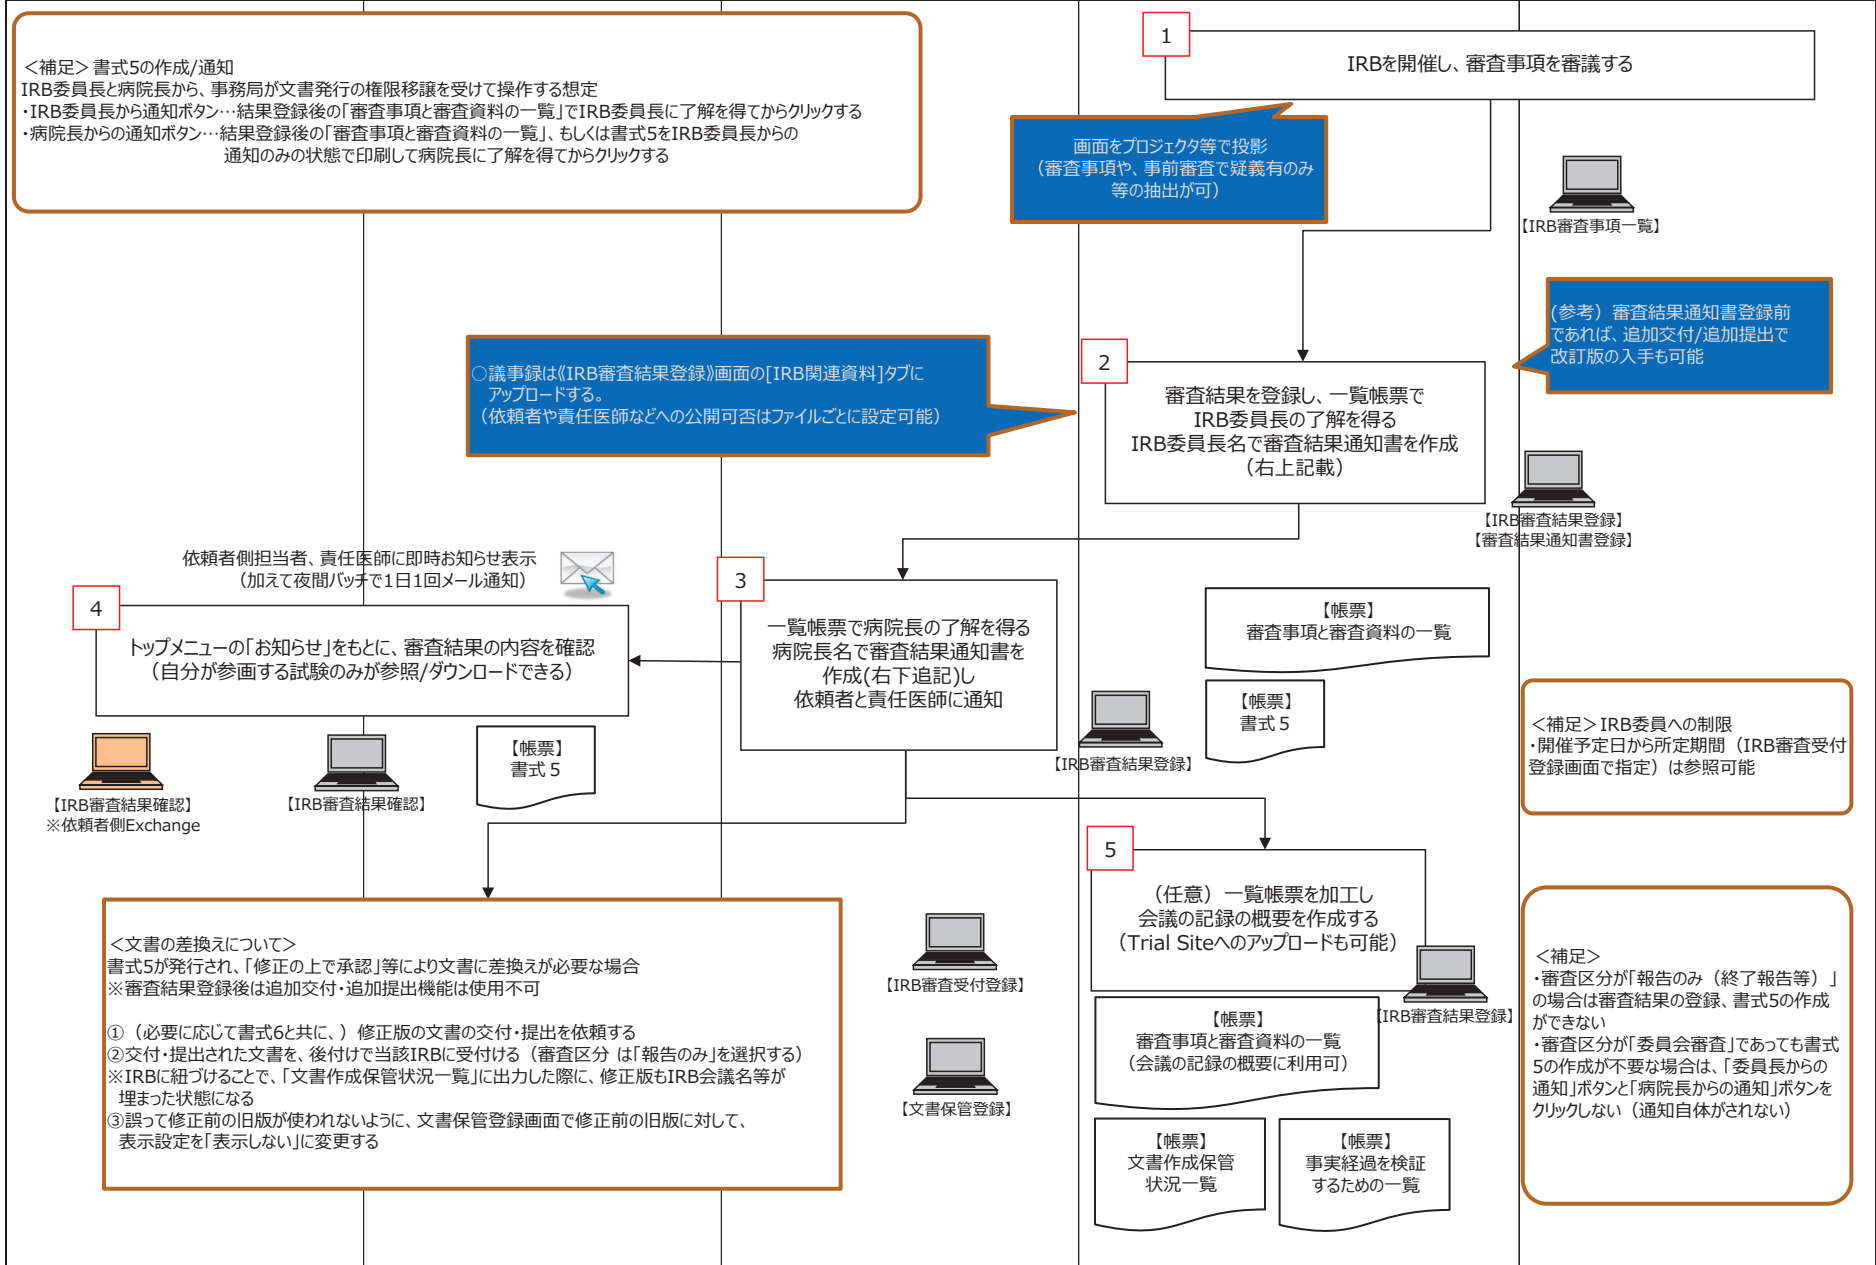 ＜補足＞書式5の作成/通知
IRB委員長と病院長から、事務局が文書発行の権限移譲を受けて操作する想定
・IRB委員長から通知ボタン…結果登録後の「審査事項と審査資料の一覧」でIRB委員長に了解を得てからクリックする
・病院長からの通知ボタン…結果登録後の「審査事項と審査資料の一覧」、もしくは書式5をIRB委員長からの
通知のみの状態で印刷して病院長に了解を得てからクリックする
1
IRBを開催し、審査事項を審議する
画面をプロジェクタ等で投影
（審査事項や、事前審査で疑義有のみ
等の抽出が可）
【IRB審査事項一覧】
(参考）審査結果通知書登録前
であれば、追加交付/追加提出で
改訂版の入手も可能
○議事録は《IRB審査結果登録》画面の[IRB関連資料]タブに
アップロードする。
（依頼者や責任医師などへの公開可否はファイルごとに設定可能）
2
審査結果を登録し、一覧帳票で
IRB委員長の了解を得る
IRB委員長名で審査結果通知書を作成
（右上記載）
【IRB審査結果登録】
【審査結果通知書登録】
依頼者側担当者、責任医師に即時お知らせ表示
（加えて夜間バッチで1日1回メール通知）
3
一覧帳票で病院長の了解を得る
病院長名で審査結果通知書を
作成(右下追記)し
依頼者と責任医師に通知
【IRB審査結果登録】
4
トップメニューの「お知らせ」をもとに、審査結果の内容を確認
（自分が参画する試験のみが参照/ダウンロードできる）
【IRB審査結果確認】
※依頼者側Exchange
【IRB審査結果確認】
【帳票】
書式５
【帳票】
審査事項と審査資料の一覧
【帳票】
書式５
＜補足＞IRB委員への制限
・開催予定日から所定期間（IRB審査受付
登録画面で指定）は参照可能
5
（任意）一覧帳票を加工し
会議の記録の概要を作成する
（Trial Siteへのアップロードも可能）
【IRB審査結果登録】
＜文書の差換えについて＞
書式5が発行され、「修正の上で承認」等により文書に差換えが必要な場合
※審査結果登録後は追加交付・追加提出機能は使用不可
①（必要に応じて書式6と共に、）修正版の文書の交付・提出を依頼する
②交付・提出された文書を、後付けで当該IRBに受付ける（審査区分 は「報告のみ」を選択する）
※IRBに紐づけることで、「文書作成保管状況一覧」に出力した際に、修正版もIRB会議名等が
埋まった状態になる
③誤って修正前の旧版が使われないように、文書保管登録画面で修正前の旧版に対して、
表示設定を「表示しない」に変更する
【IRB審査受付登録】
【文書保管登録】
【帳票】
審査事項と審査資料の一覧
（会議の記録の概要に利用可）
【帳票】
文書作成保管
状況一覧
【帳票】
事実経過を検証
するための一覧
＜補足＞
・審査区分が「報告のみ（終了報告等）」
の場合は審査結果の登録、書式5の作成
ができない
・審査区分が「委員会審査」であっても書式
5の作成が不要な場合は、「委員長からの
通知」ボタンと「病院長からの通知」ボタンを
クリックしない（通知自体がされない）